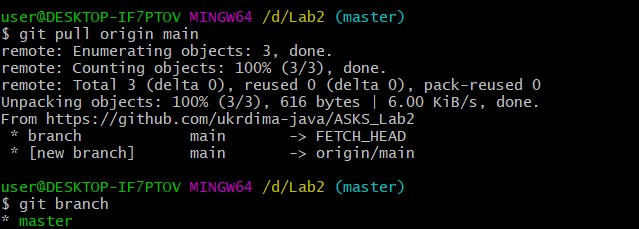 user@DESKTOP-IF7PTOV MINGW64 /d/Lab2 (master)
$ git pull origin main
remote: Enumerating objects: 3, done.
remote: Counting objects: 100% (3/3), done.
remote: Total 3 (delta 0), reused 0 (delta 0), pack-reused 0
Unpacking objects: 100% (3/3), 616 bytes | 6.00 KiB/s, done.
From https://github.com/ukrdima-java/ASKS_Lab2
 * branch            main       -> FETCH_HEAD
 * [new branch]      main       -> origin/main
user@DESKTOP-IF7PTOV MINGW64 /d/Lab2 (master)
$ git branch
* master